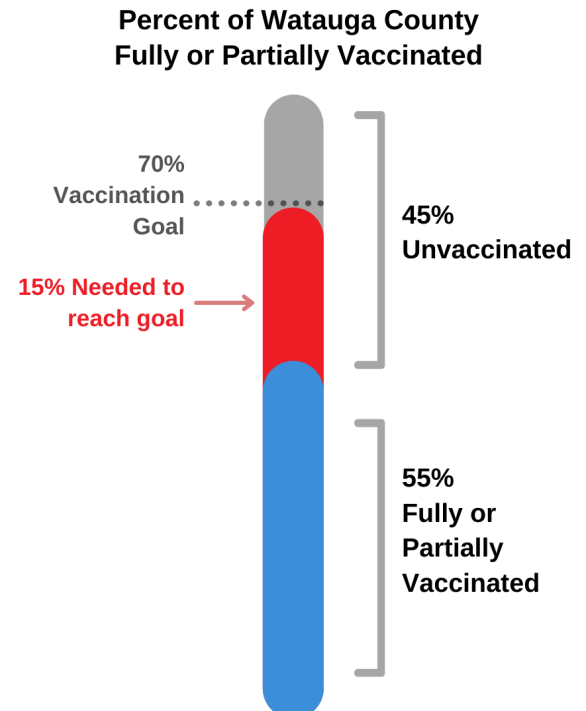 Percent of Watauga County
Fully or Partially Vaccinated
70%
Vaccination
Goal
15% Needed to
reach goal
45%
Unvaccinated
55%
Fully or
Partially
Vaccinated